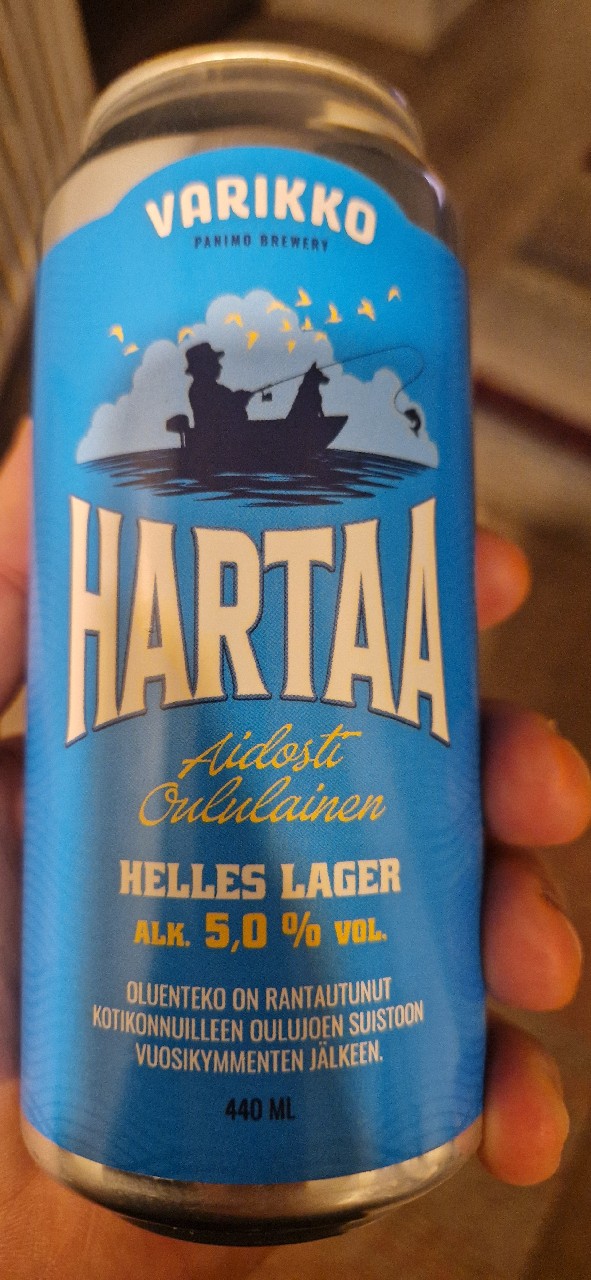 VARIKKO
PANIMO BREWERY
HARTAA
Aidosti
Oululainen
HELLES LAGER
ALK. 5,0 % VOL.
OLUENTEKO ON RANTAUTUNUT
KOTIKONNUILLEEN OULUJOEN SUISTOON
VUOSIKYMMENTEN JÄLKEEN.
440 ML